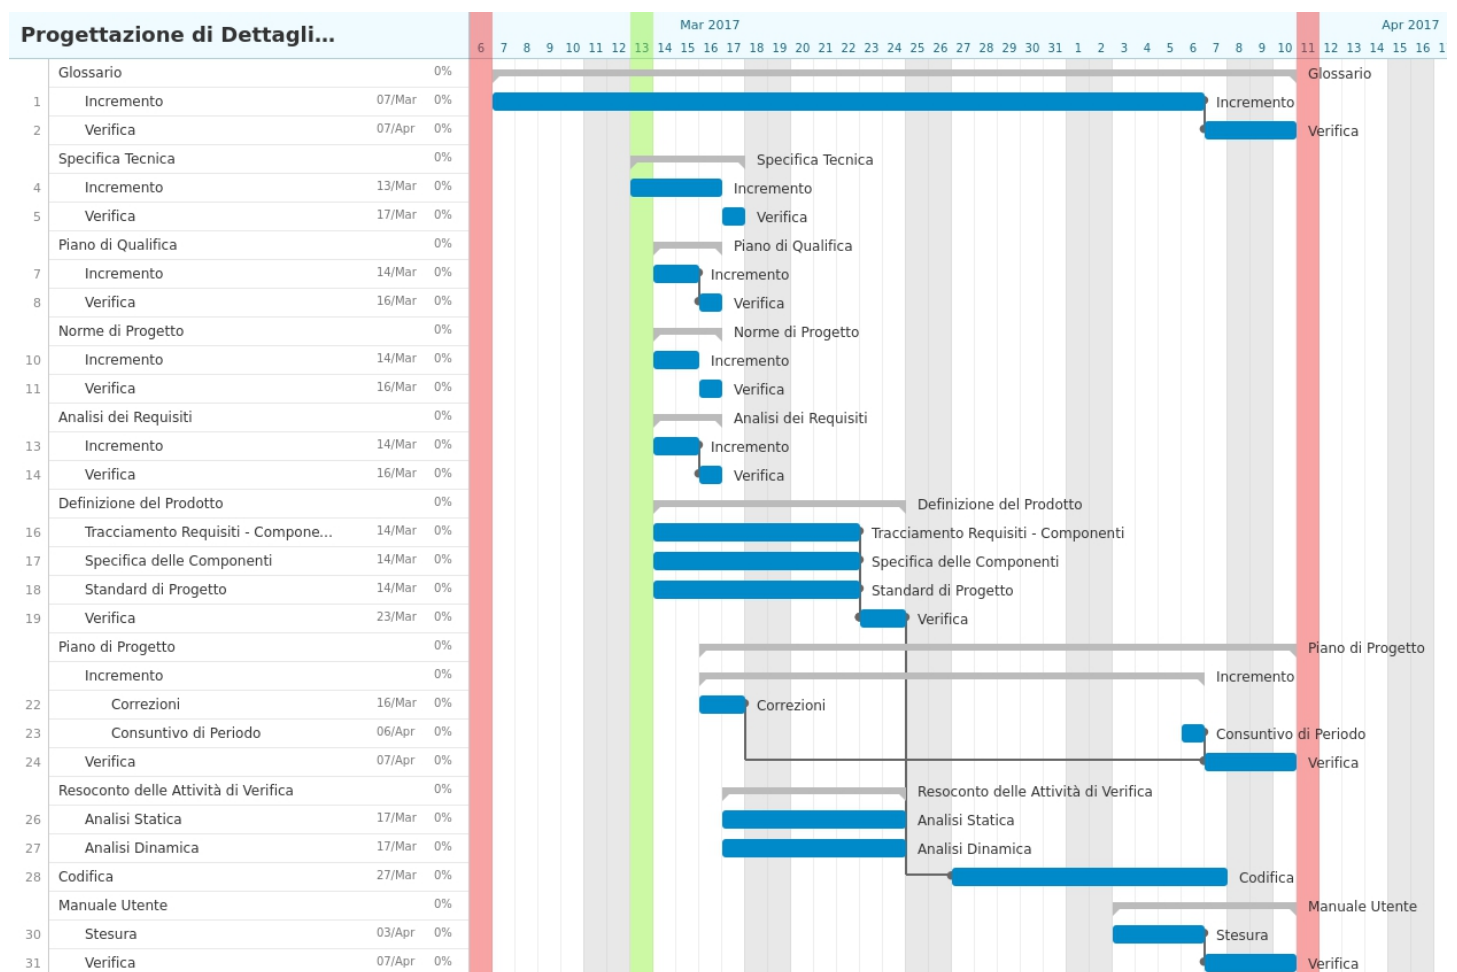 Progettazione di Dettagli...
Mar 2017 Apr 2017
6 7 8 9 10 11 12 13 14 15 16 17 18 19 20 21 22 23 24 25 26 27 28 29 30 31 1 2 3 4 5 6 7 8 9 10 11 12 13 14 15 16 1
Glossario 0% Glossario
1 Incremento 07/Mar 0% Incremento
2 Verifica 07/Apr 0% Verifica
Specifica Tecnica 0% Specifica Tecnica
4 Incremento 13/Mar 0% Incremento
5 Verifica 17/Mar 0% Verifica
Piano di Qualifica 0% Piano di Qualifica
7 Incremento 14/Mar 0% Incremento
8 Verifica 16/Mar 0% Verifica
Norme di Progetto 0% Norme di Progetto
10 Incremento 14/Mar 0% Incremento
11 Verifica 16/Mar 0% Verifica
Analisi dei Requisiti 0% Analisi dei Requisiti
13 Incremento 14/Mar 0% Incremento
14 Verifica 16/Mar 0% Verifica
Definizione del Prodotto 0% Definizione del Prodotto
16 Tracciamento Requisiti - Compone... 14/Mar 0% Tracciamento Requisiti - Componenti
17 Specifica delle Componenti 14/Mar 0% Specifica delle Componenti
18 Standard di Progetto 14/Mar 0% Standard di Progetto
19 Verifica 23/Mar 0% Verifica
Piano di Progetto 0% Piano di Progetto
Incremento 0% Incremento
22 Correzioni 16/Mar 0% Correzioni
23 Consuntivo di Periodo 06/Apr 0% Consuntivo di Periodo
24 Verifica 07/Apr 0% Verifica
Resoconto delle Attività di Verifica 0% Resoconto delle Attività di Verifica
26 Analisi Statica 17/Mar 0% Analisi Statica
27 Analisi Dinamica 17/Mar 0% Analisi Dinamica
28 Codifica 27/Mar 0% Codifica
Manuale Utente 0% Manuale Utente
30 Stesura 03/Apr 0% Stesura
31 Verifica 07/Apr 0% Verifica